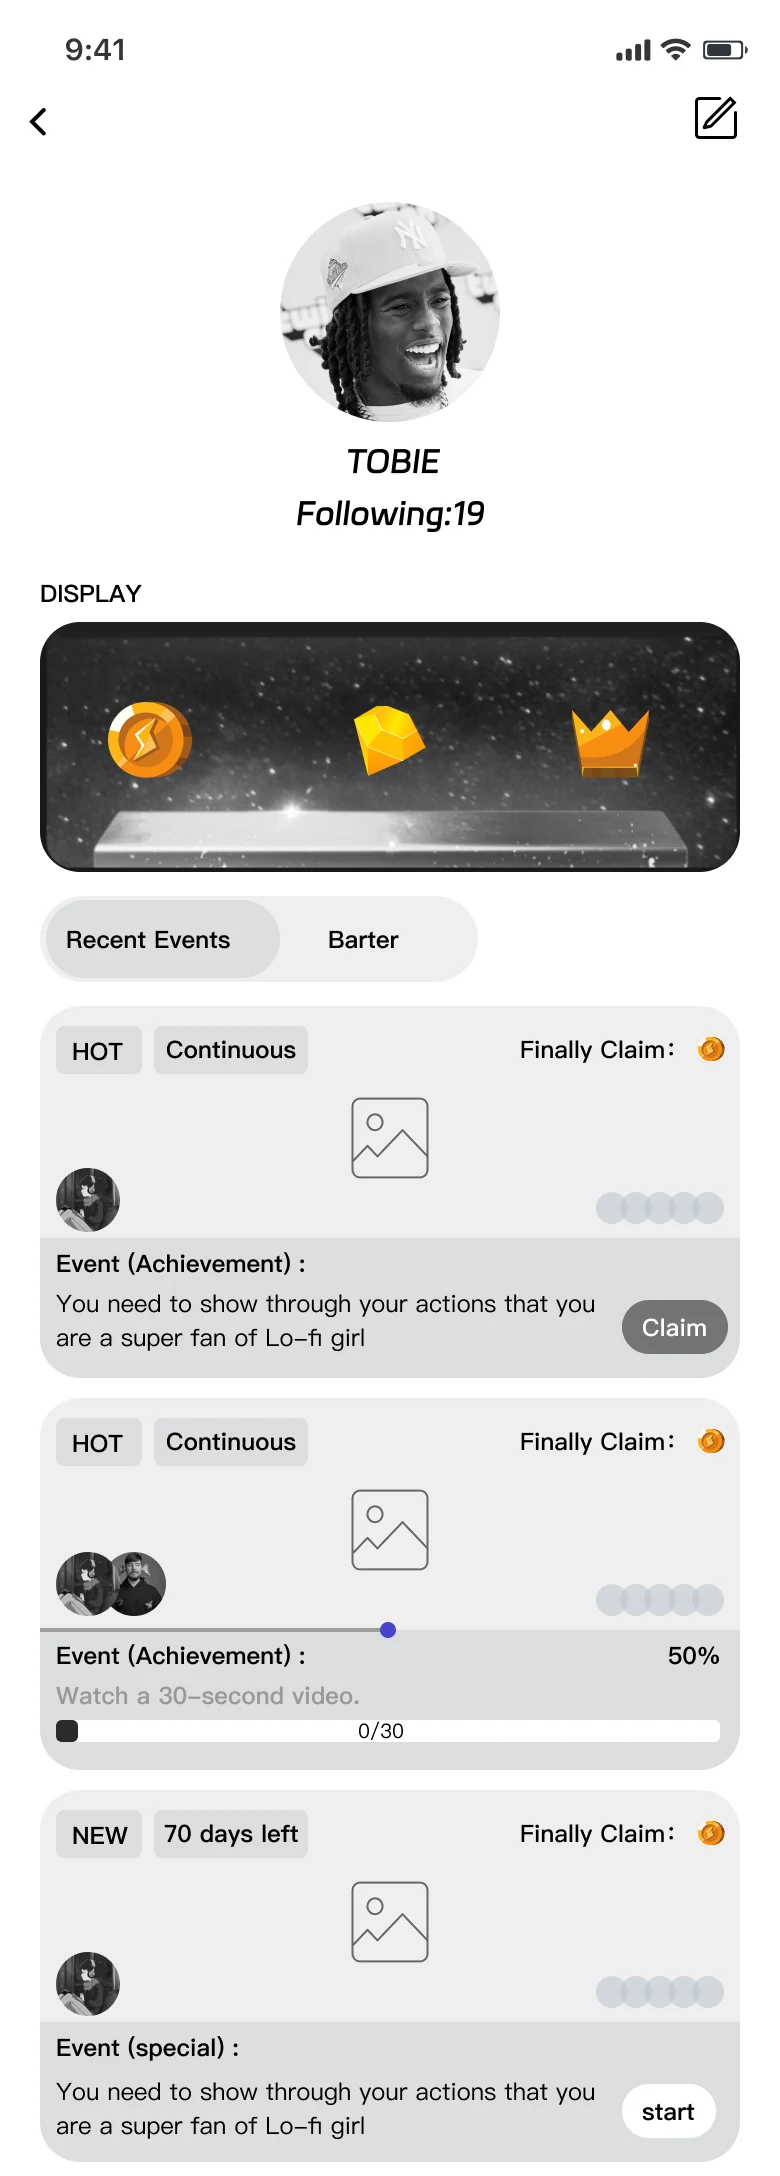 9:41
TOBIE
Following:19
DISPLAY
Recent Events
Barter
HOT
Continuous
Finally Claim:
Event (Achievement) :
You need to show through your actions that you
are a super fan of Lo-fi girl
Claim
HOT
Continuous
Finally Claim:
Event (Achievement) :
50%
Watch a 30-second video.
0/30
NEW
70 days left
Finally Claim:
Event (special) :
You need to show through your actions that you
are a super fan of Lo-fi girl
start